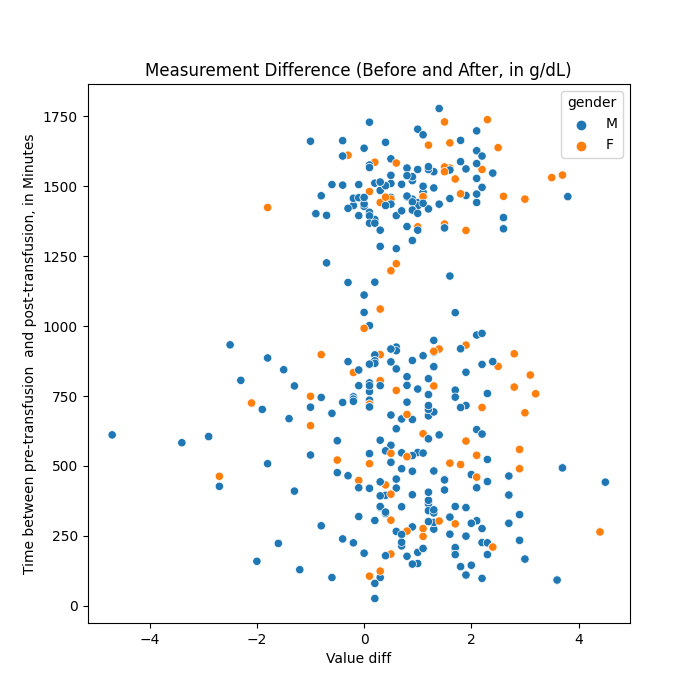 Measurement Difference (Before and After, in g/dL)
gender
M
F
Time between pre-transfusion  and post-transfusion, in Minutes
1750
1500
1250
1000
750
500
250
0
−4
−2
0
2
4
Value diff